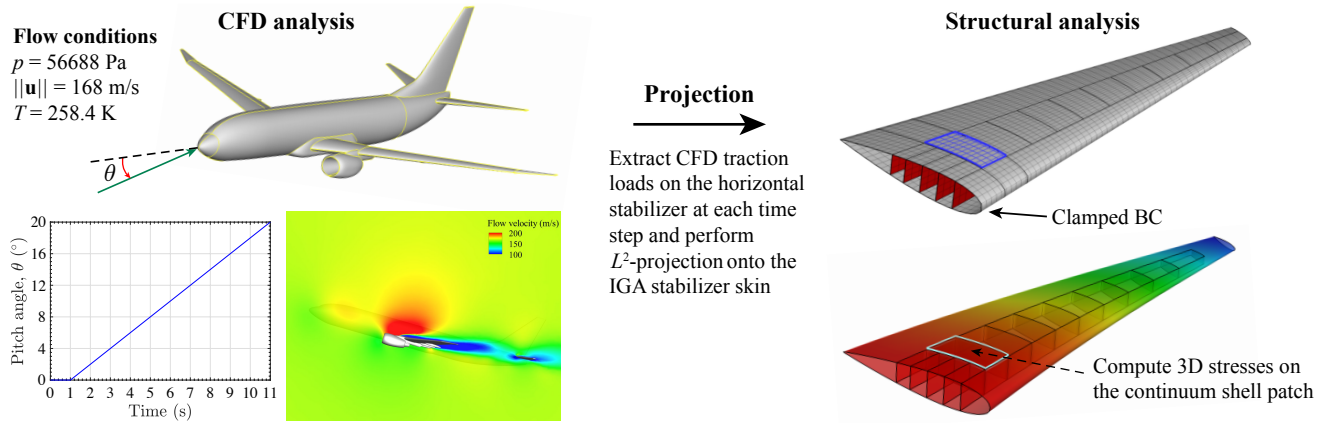 CFD analysis
Flow conditions
p = 56688 Pa
||u|| = 168 m/s
T = 258.4 K
θ
20
16
12
8
4
0
Pitch angle, θ (°)
0 1 2 3 4 5 6 7 8 9 10 11
Time (s)
Flow velocity (m/s)
200
150
100
Projection
Extract CFD traction
loads on the horizontal
stabilizer at each time
step and perform
L²-projection onto the
IGA stabilizer skin
Structural analysis
Clamped BC
Compute 3D stresses on
the continuum shell patch